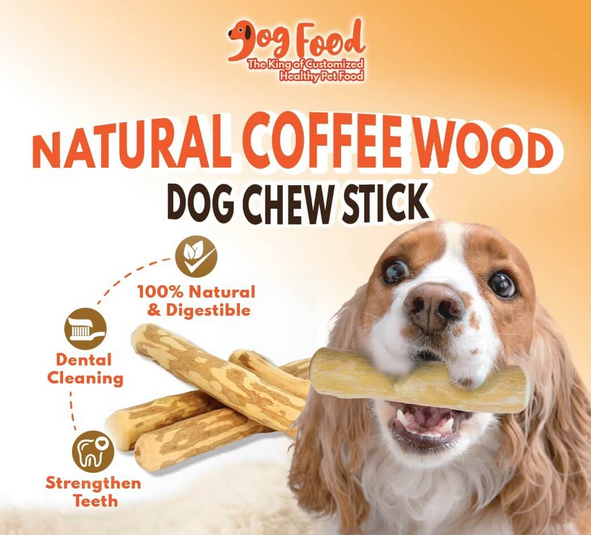 Dog Food
The King of Customized
Healthy Pet Food
NATURAL COFFEE WOOD
DOG CHEW STICK
100% Natural
& Digestible
Dental
Cleaning
Strengthen
Teeth